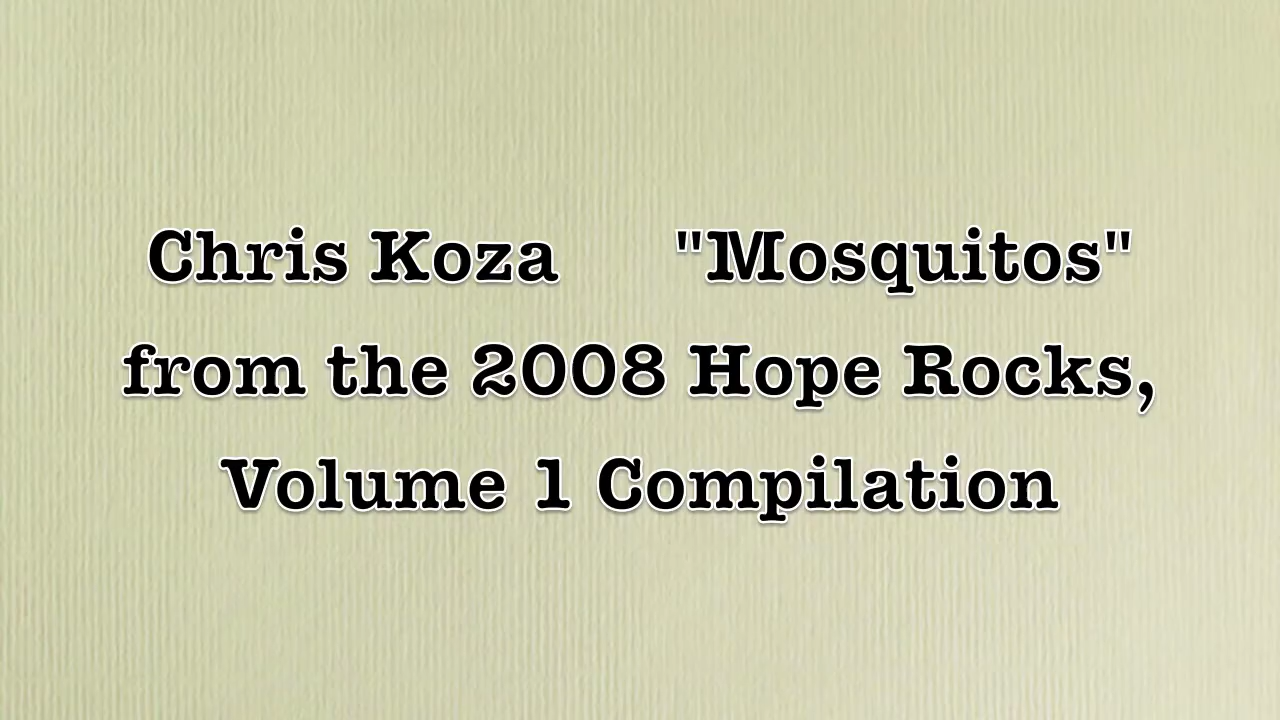 Chris Koza "Mosquitos"
from the 2008 Hope Rocks,
Volume 1 Compilation